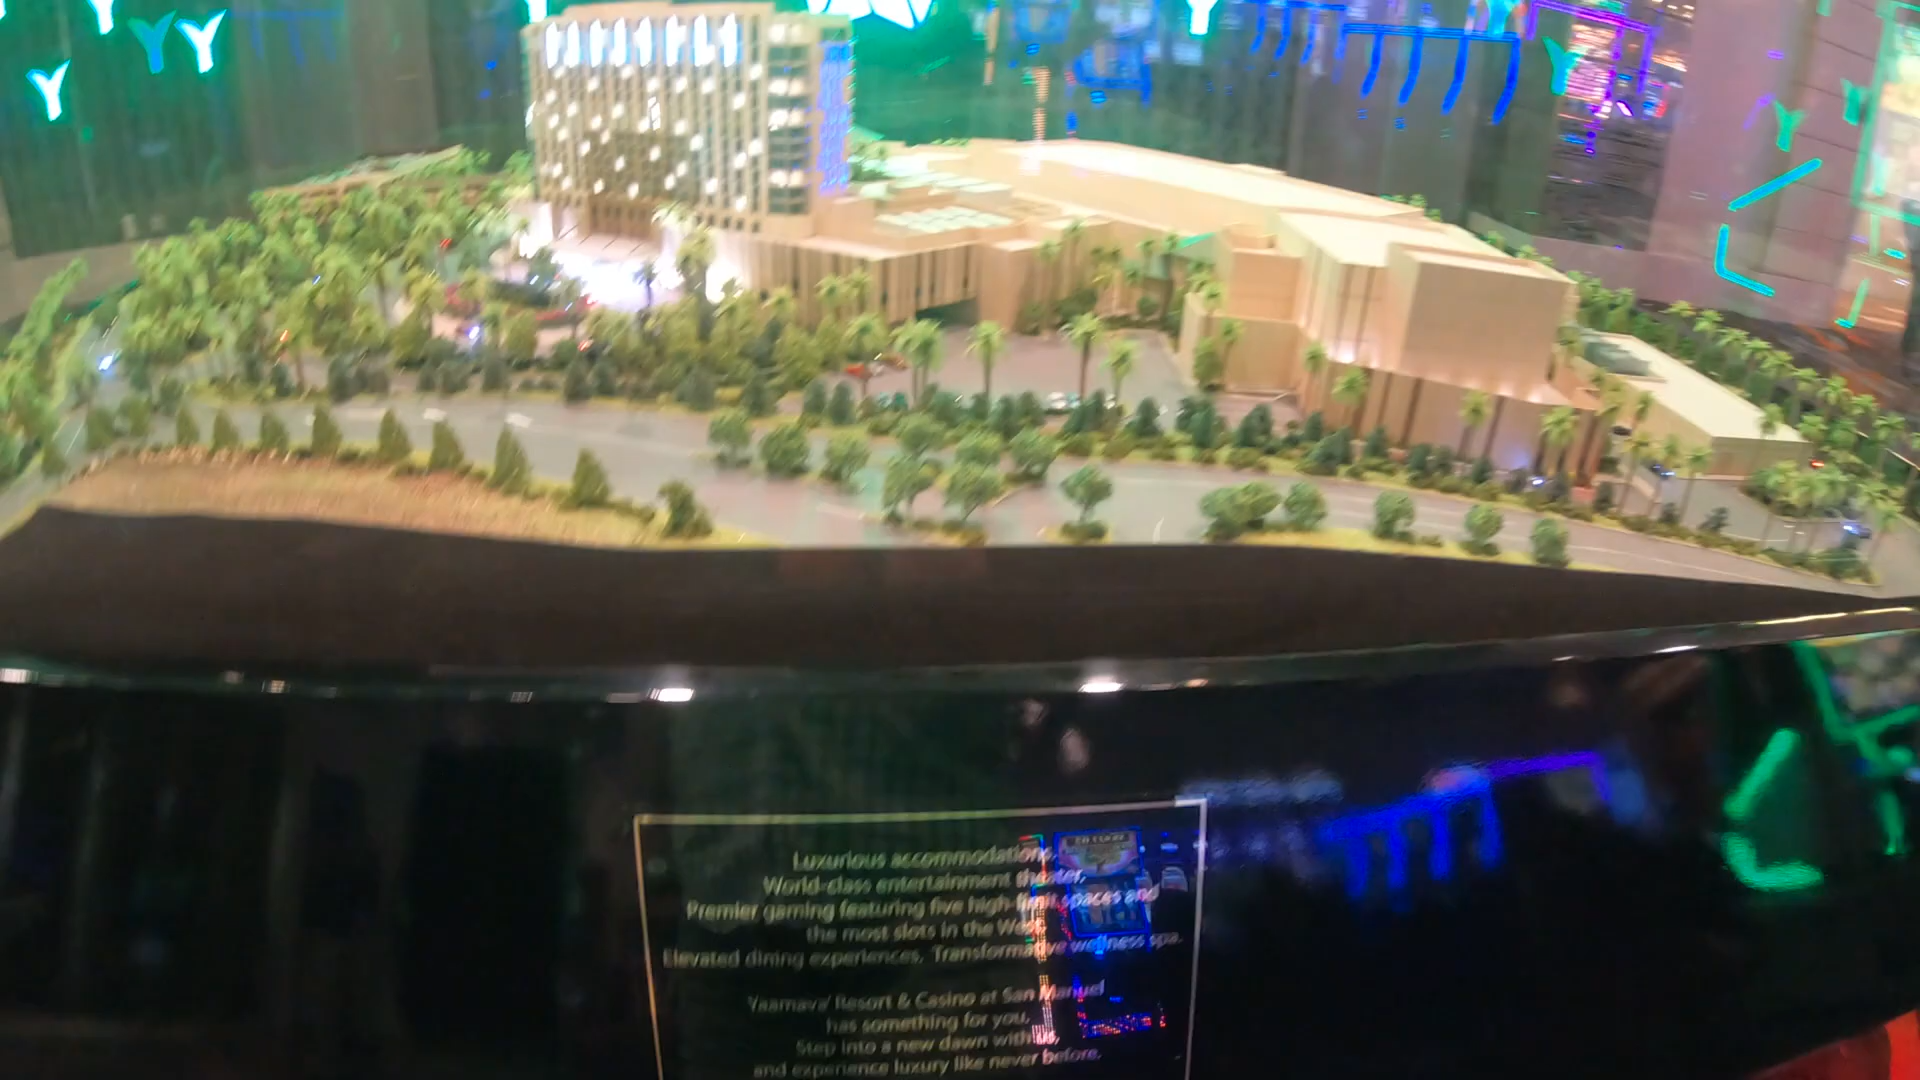 Luxurious accommodations.
World-class entertainment theater.
Premier gaming featuring five high-limit spaces and
the most slots in the West.
Elevated dining experiences. Transformative wellness spa.
Yaamava' Resort & Casino at San Manuel
has something for you.
Step into a new dawn with us,
and experience luxury like never before.